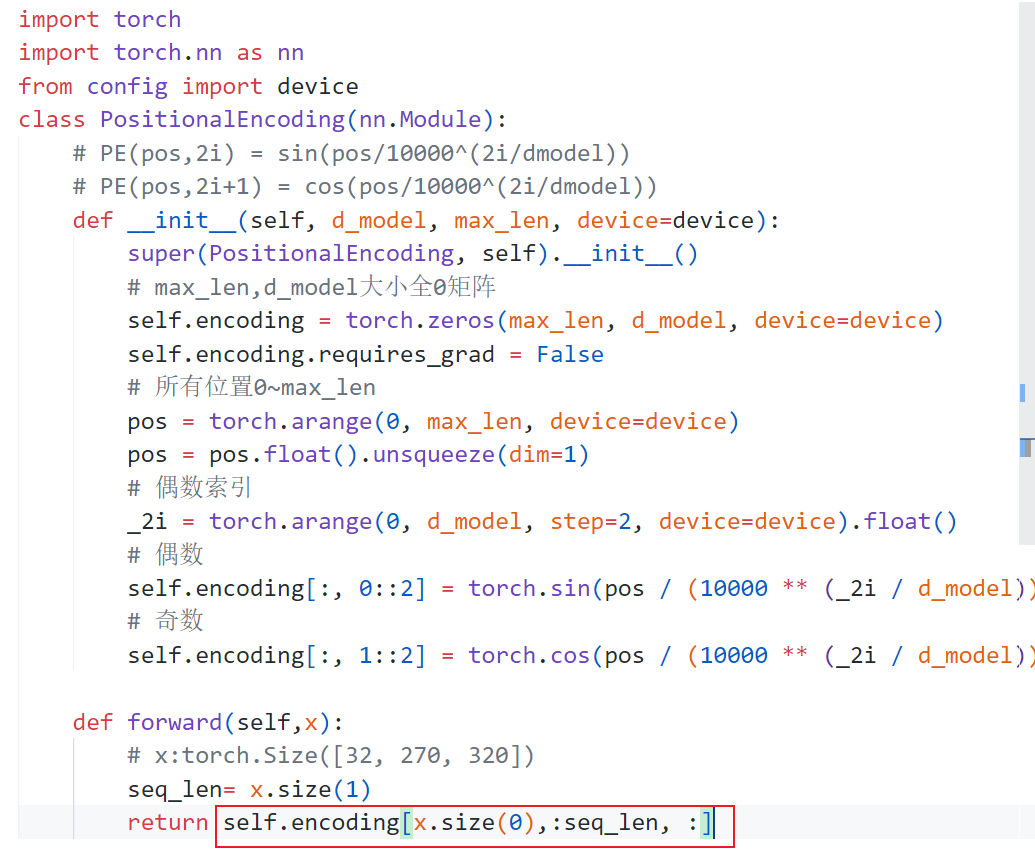 import torch
import torch.nn as nn
from config import device
class PositionalEncoding(nn.Module):
    # PE(pos,2i) = sin(pos/10000^(2i/dmodel))
    # PE(pos,2i+1) = cos(pos/10000^(2i/dmodel))
    def __init__(self, d_model, max_len, device=device):
        super(PositionalEncoding, self).__init__()
        # max_len,d_model大小全0矩阵
        self.encoding = torch.zeros(max_len, d_model, device=device)
        self.encoding.requires_grad = False
        # 所有位置0~max_len
        pos = torch.arange(0, max_len, device=device)
        pos = pos.float().unsqueeze(dim=1)
        # 偶数索引
        _2i = torch.arange(0, d_model, step=2, device=device).float()
        # 偶数
        self.encoding[:, 0::2] = torch.sin(pos / (10000 ** (_2i / d_model))
        # 奇数
        self.encoding[:, 1::2] = torch.cos(pos / (10000 ** (_2i / d_model))
    def forward(self,x):
        # x:torch.Size([32, 270, 320])
        seq_len= x.size(1)
        return self.encoding[x.size(0),:seq_len, :]